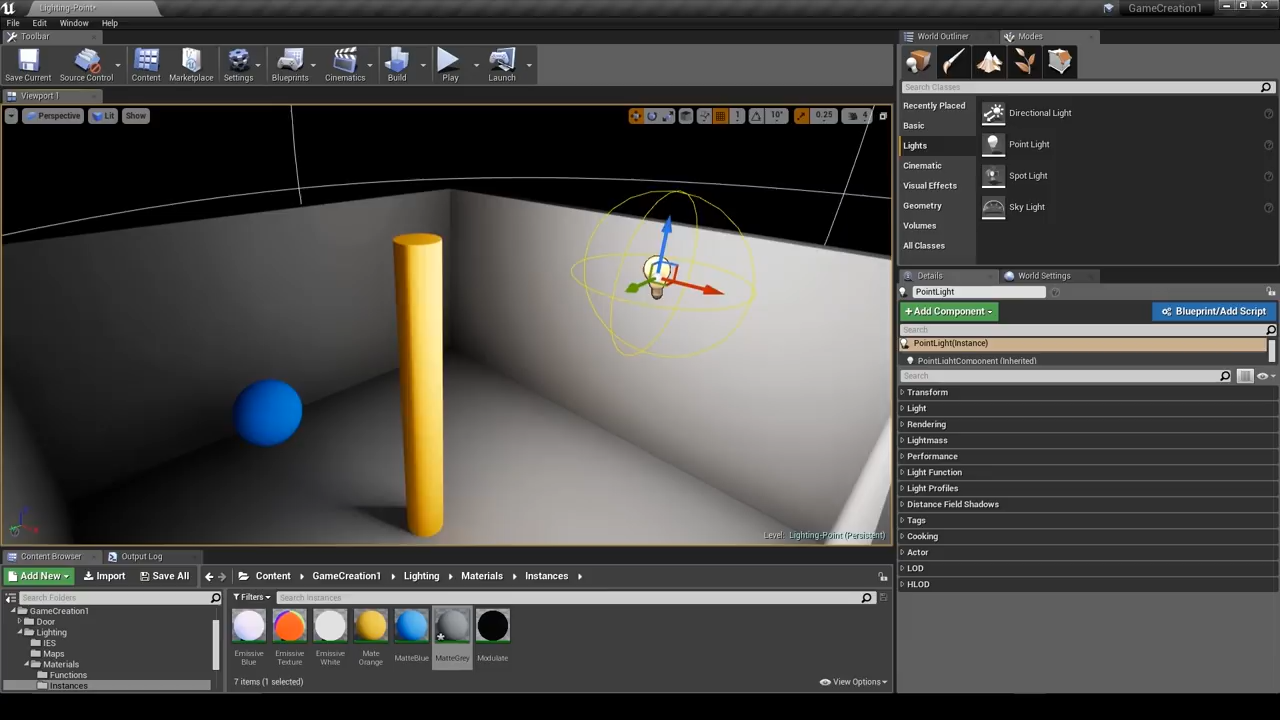 Lighting-Point*
GameCreation1
File Edit Window Help
Toolbar
World Outliner
Modes
Save Current
Source Control
Content
Marketplace
Settings
Blueprints
Cinematics
Build
Play
Launch
Search Classes
Viewport 1
Perspective
Lit
Show
1
10°
0.25
4
Recently Placed
Basic
Lights
Cinematic
Visual Effects
Geometry
Volumes
All Classes
Directional Light
Point Light
Spot Light
Sky Light
Details
World Settings
PointLight
+Add Component
Blueprint/Add Script
Search
PointLight(Instance)
PointLightComponent (Inherited)
Search
Transform
Light
Rendering
Lightmass
Performance
Light Function
Light Profiles
Distance Field Shadows
Tags
Cooking
Actor
LOD
HLOD
Level: Lighting-Point (Persistent)
Content Browser
Output Log
Add New
Import
Save All
Content GameCreation1 Lighting Materials Instances
Search Folders
Filters
Search Instances
GameCreation1
Door
Lighting
IES
Maps
Materials
Functions
Instances
Emissive
Blue
Emissive
Texture
Emissive
White
Mate
Orange
MatteBlue
MatteGrey
Modulate
7 items (1 selected)
View Options